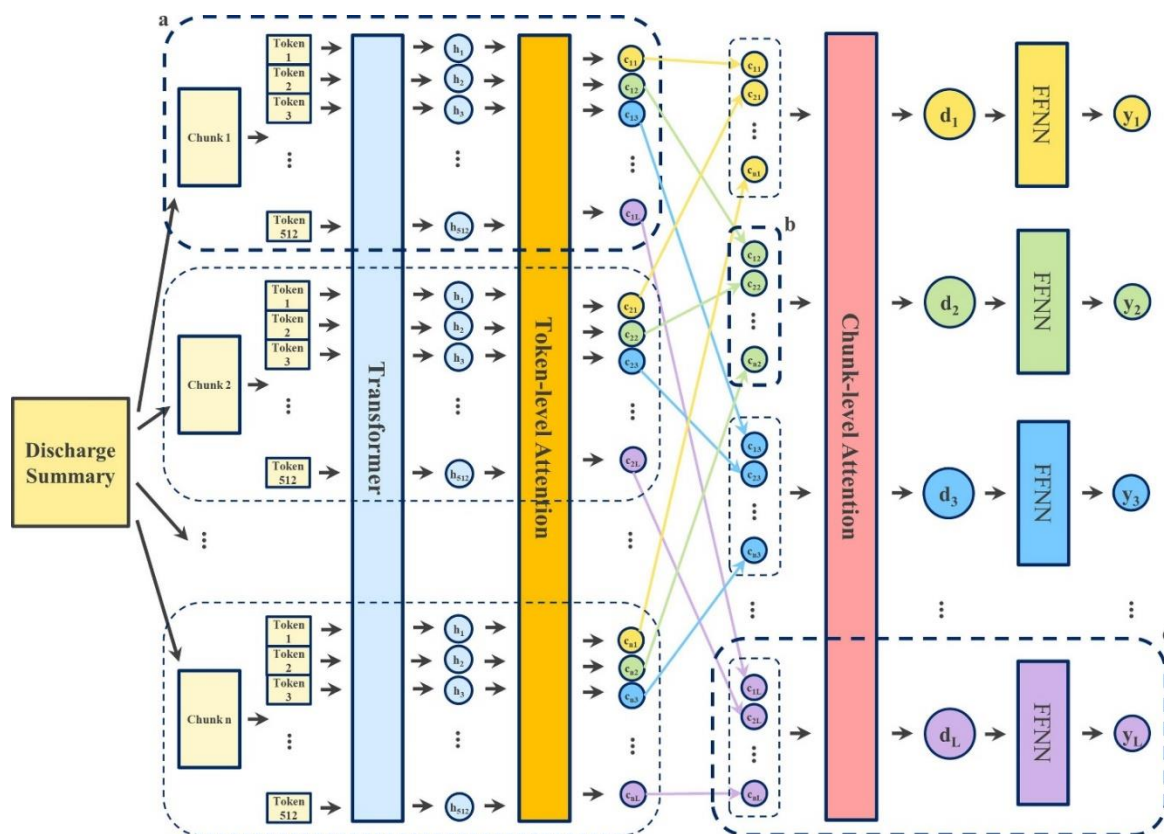 a
Token
1
Token
2
Token
3
...
Token
512
Chunk 1
h₁
h₂
h₃
...
h₅₁₂
c₁₁
c₁₂
c₁₃
...
c₁L
Token
1
Token
2
Token
3
...
Token
512
Chunk 2
h₁
h₂
h₃
...
h₅₁₂
c₂₁
c₂₂
c₂₃
...
c₂L
Discharge
Summary
...
Token
1
Token
2
Token
3
...
Token
512
Chunk n
h₁
h₂
h₃
...
h₅₁₂
cₙ₁
cₙ₂
cₙ₃
...
cₙL
Transformer
Token-level Attention
...
c₁₁
c₂₁
...
cₙ₁
b
c₁₂
c₂₂
...
cₙ₂
c₁₃
c₂₃
...
cₙ₃
...
c₁L
c₂L
...
cₙL
Chunk-level Attention
d₁
FFNN
y₁
d₂
FFNN
y₂
d₃
FFNN
y₃
...
...
dL
FFNN
yL